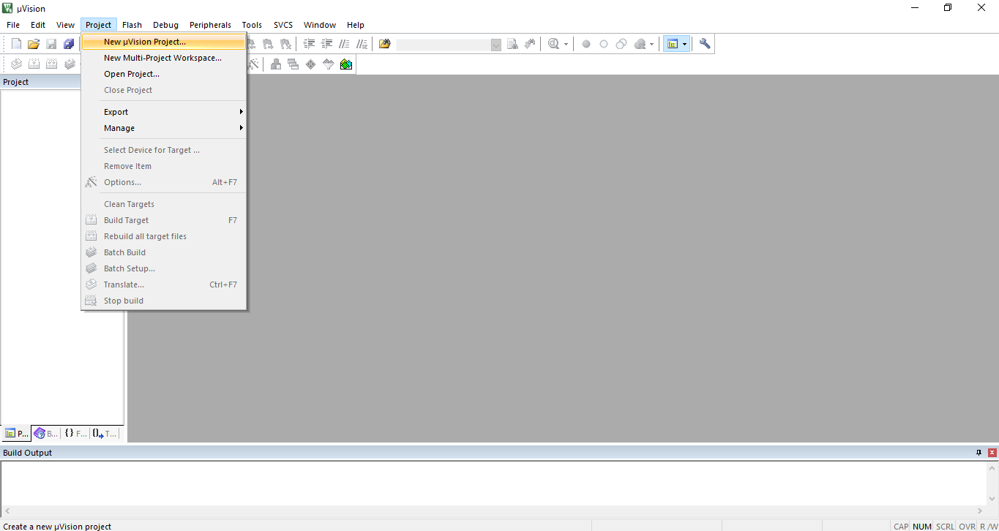 µVision
File Edit View Project Flash Debug Peripherals Tools SVCS Window Help
New µVision Project...
New Multi-Project Workspace...
Open Project...
Close Project
Export
Manage
Select Device for Target ...
Remove Item
Options... Alt+F7
Clean Targets
Build Target F7
Rebuild all target files
Batch Build
Batch Setup...
Translate... Ctrl+F7
Stop build
Project
P... B... {} F... 0 T...
Build Output
Create a new µVision project
CAP NUM SCRL OVR R /W